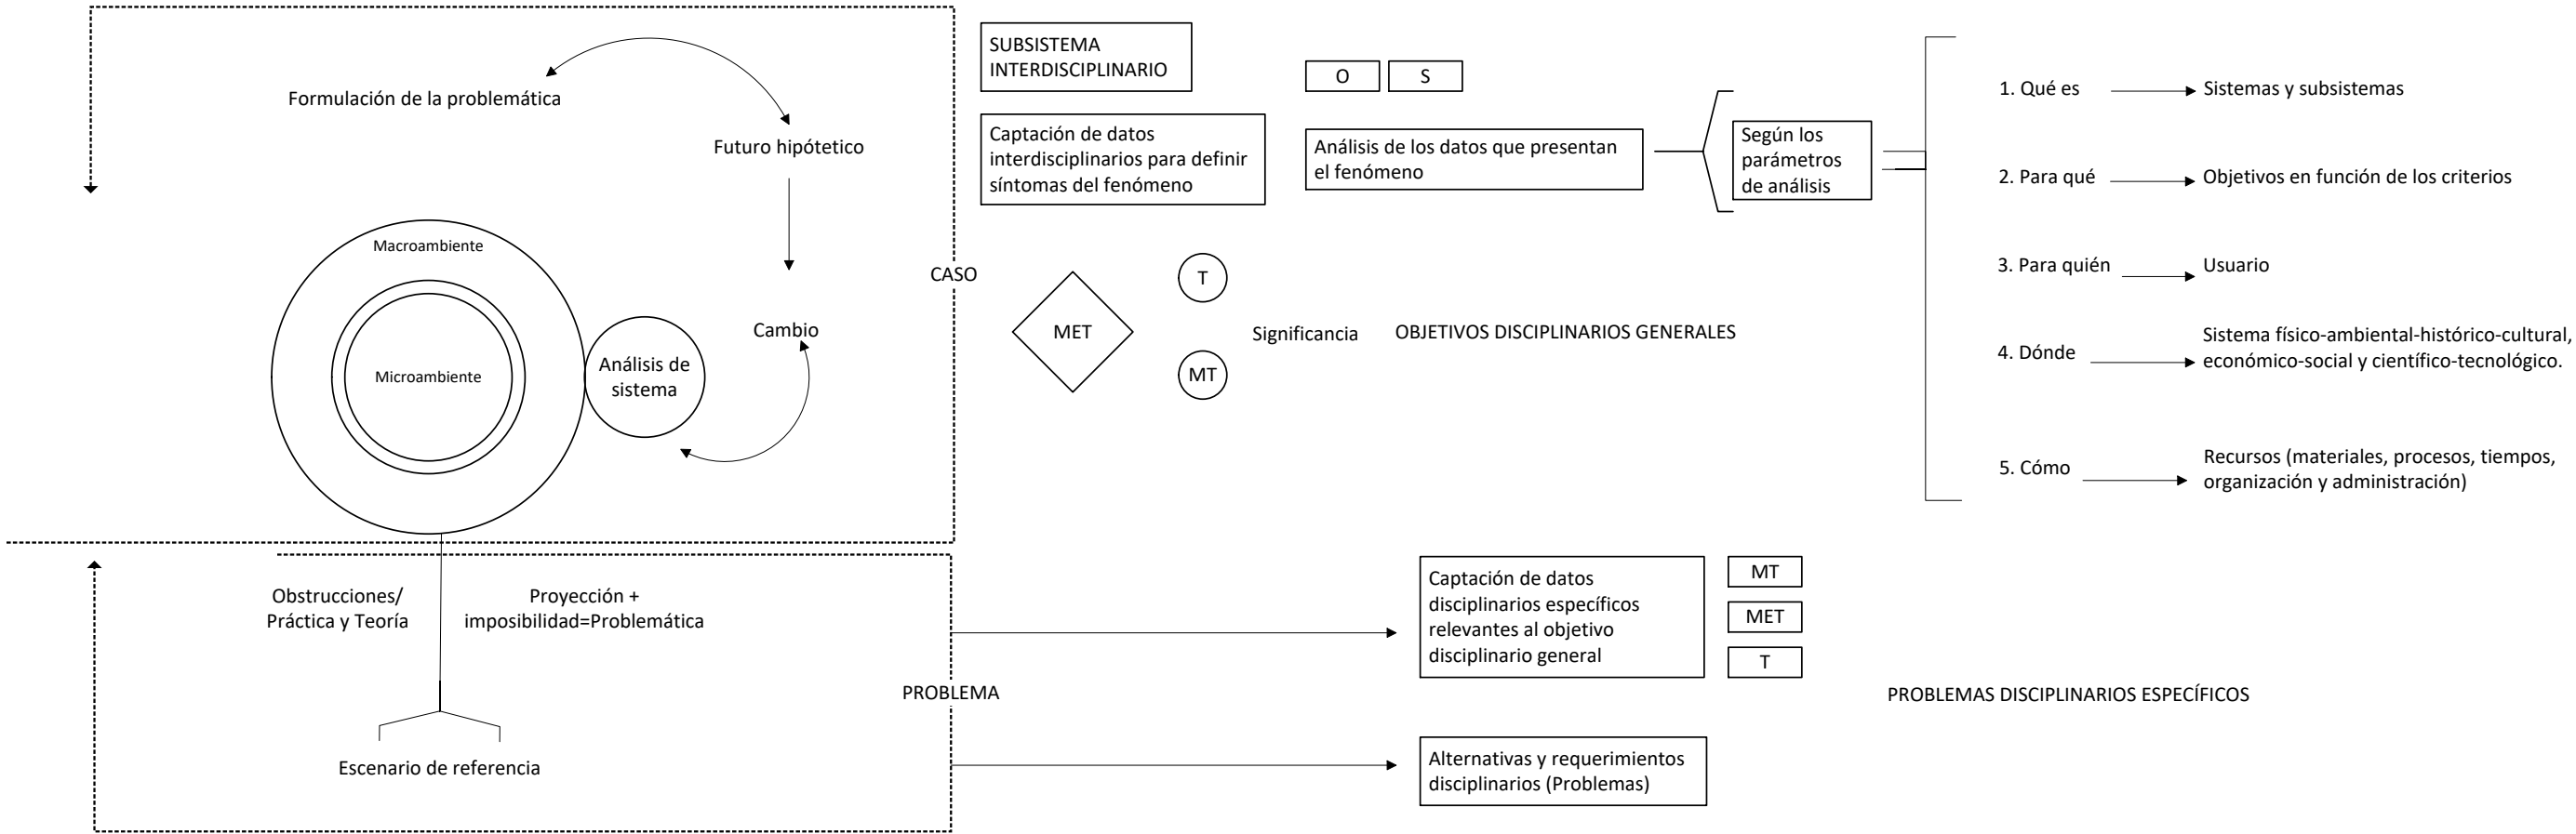 Formulación de la problemática
Futuro hipótetico
Cambio
Macroambiente
Microambiente
Análisis de
sistema
CASO
SUBSISTEMA
INTERDISCIPLINARIO
O
S
Captación de datos
interdisciplinarios para definir
síntomas del fenómeno
Análisis de los datos que presentan
el fenómeno
Según los
parámetros
de análisis
1. Qué es
Sistemas y subsistemas
2. Para qué
Objetivos en función de los criterios
3. Para quién
Usuario
4. Dónde
Sistema físico-ambiental-histórico-cultural,
económico-social y científico-tecnológico.
5. Cómo
Recursos (materiales, procesos, tiempos,
organización y administración)
MET
T
MT
Significancia
OBJETIVOS DISCIPLINARIOS GENERALES
Obstrucciones/
Práctica y Teoría
Proyección +
imposibilidad=Problemática
Escenario de referencia
PROBLEMA
Captación de datos
disciplinarios específicos
relevantes al objetivo
disciplinario general
MT
MET
T
PROBLEMAS DISCIPLINARIOS ESPECÍFICOS
Alternativas y requerimientos
disciplinarios (Problemas)